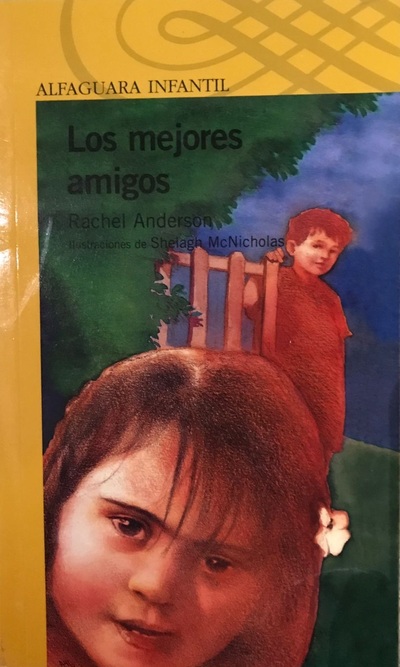 ALFAGUARA INFANTIL
Los mejores
amigos
Rachel Anderson
Ilustraciones de Shelagh McNicholas